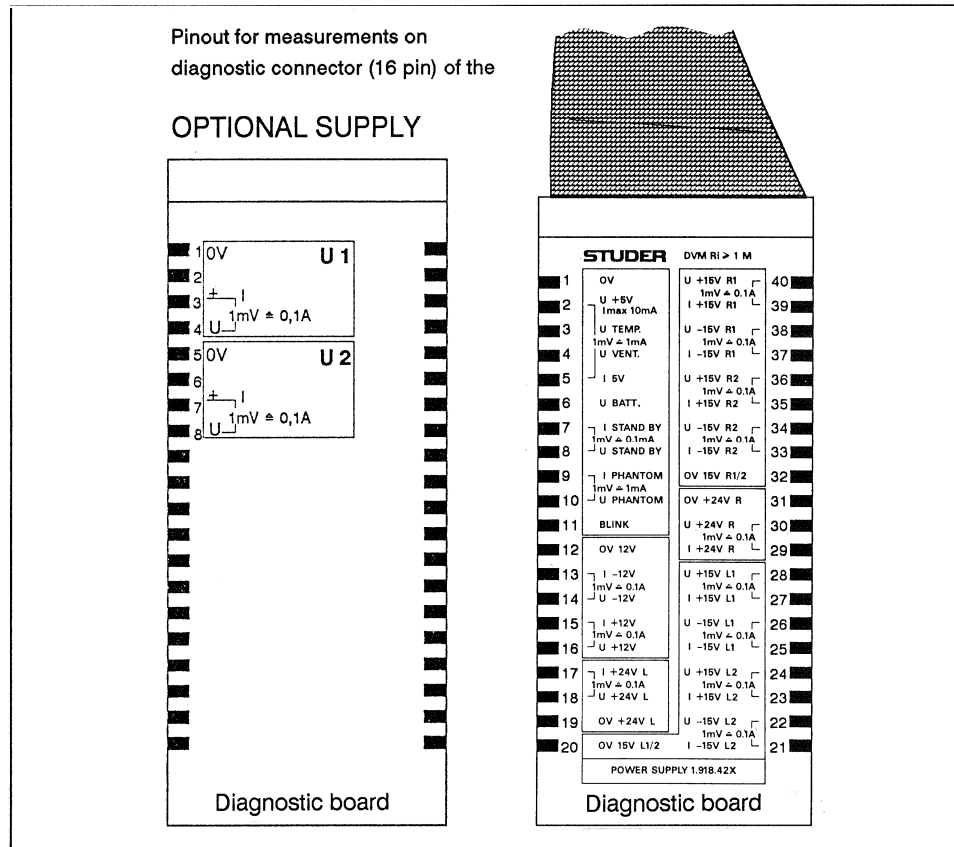 Pinout for measurements on
diagnostic connector (16 pin) of the
OPTIONAL SUPPLY
1 0V U 1
2
3 + I
1mV ≙ 0,1A
4 U
5 0V U 2
6
7 + I
1mV ≙ 0,1A
8 U
Diagnostic board
STUDER DVM Ri > 1 M
1 0V
2 U +5V
Imax 10mA
3 U TEMP.
1mV ≙ 1mA
4 U VENT.
5 I 5V
6 U BATT.
7 I STAND BY
1mV ≙ 0.1mA
8 U STAND BY
9 I PHANTOM
1mV ≙ 1mA
10 U PHANTOM
11 BLINK
12 0V 12V
13 I -12V
1mV ≙ 0.1A
14 U -12V
15 I +12V
1mV ≙ 0.1A
16 U +12V
17 I +24V L
1mV ≙ 0.1A
18 U +24V L
19 0V +24V L
20 0V 15V L1/2
U +15V R1 40
1mV ≙ 0.1A
I +15V R1 39
U -15V R1 38
1mV ≙ 0.1A
I -15V R1 37
U +15V R2 36
1mV ≙ 0.1A
I +15V R2 35
U -15V R2 34
1mV ≙ 0.1A
I -15V R2 33
0V 15V R1/2 32
0V +24V R 31
U +24V R 30
1mV ≙ 0.1A
I +24V R 29
U +15V L1 28
1mV ≙ 0.1A
I +15V L1 27
U -15V L1 26
1mV ≙ 0.1A
I -15V L1 25
U +15V L2 24
1mV ≙ 0.1A
I +15V L2 23
U -15V L2 22
1mV ≙ 0.1A
I -15V L2 21
POWER SUPPLY 1.918.42X
Diagnostic board